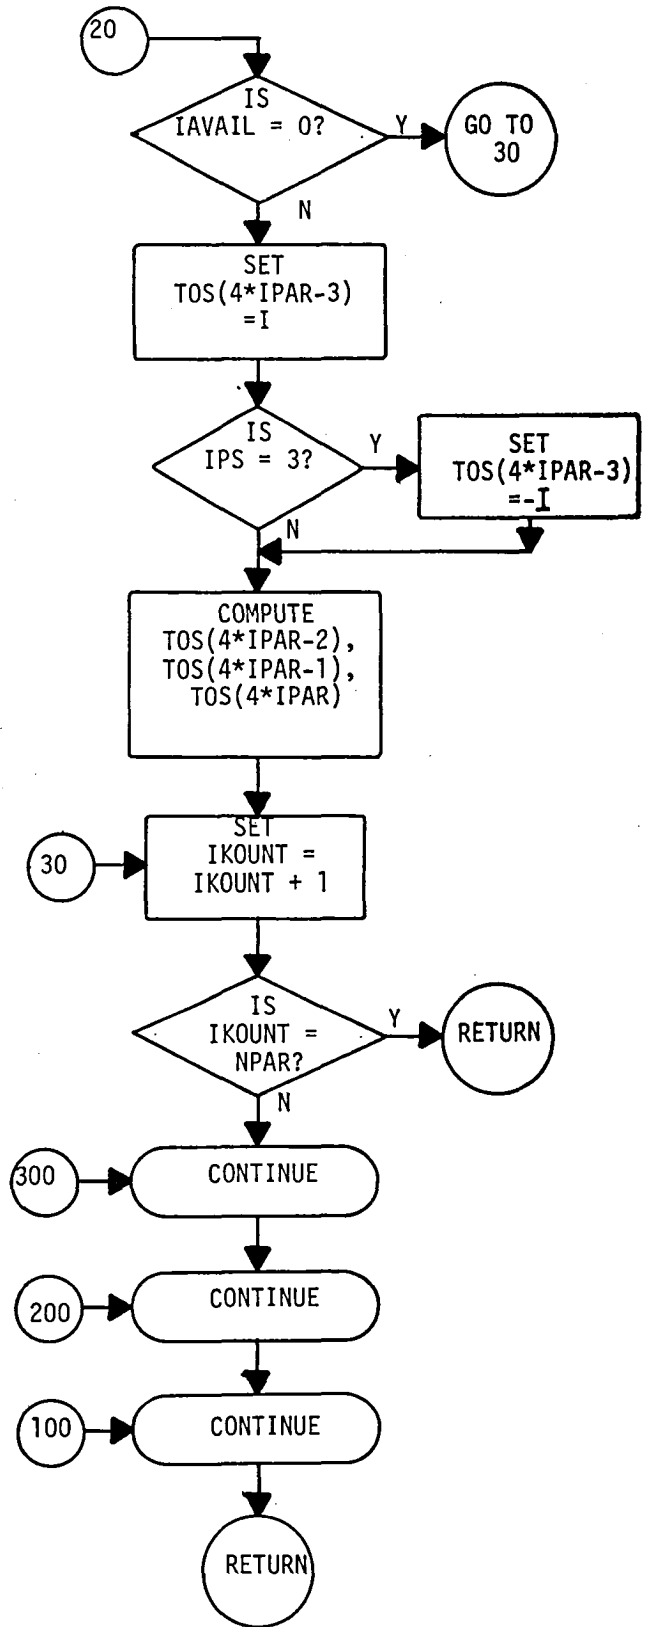 20
IS
IAVAIL = 0?
Y
GO TO
30
N
SET
TOS(4*IPAR-3)
=I
IS
IPS = 3?
Y
SET
TOS(4*IPAR-3)
=-I
N
COMPUTE
TOS(4*IPAR-2),
TOS(4*IPAR-1),
TOS(4*IPAR)
30
SET
IKOUNT =
IKOUNT + 1
IS
IKOUNT =
NPAR?
Y
RETURN
N
300
CONTINUE
200
CONTINUE
100
CONTINUE
RETURN